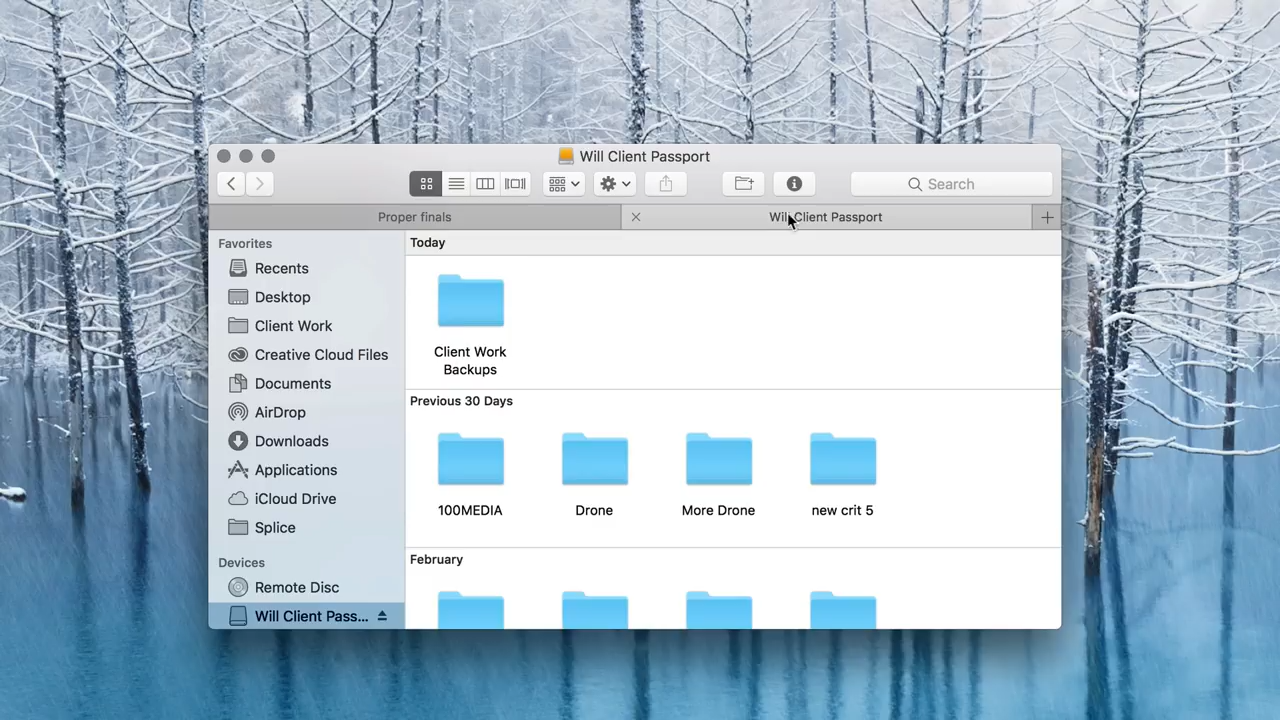 Will Client Passport
Search
Proper finals
Will Client Passport
Favorites
Recents
Desktop
Client Work
Creative Cloud Files
Documents
AirDrop
Downloads
Applications
iCloud Drive
Splice
Devices
Remote Disc
Will Client Pass...
Today
Client Work
Backups
Previous 30 Days
100MEDIA
Drone
More Drone
new crit 5
February